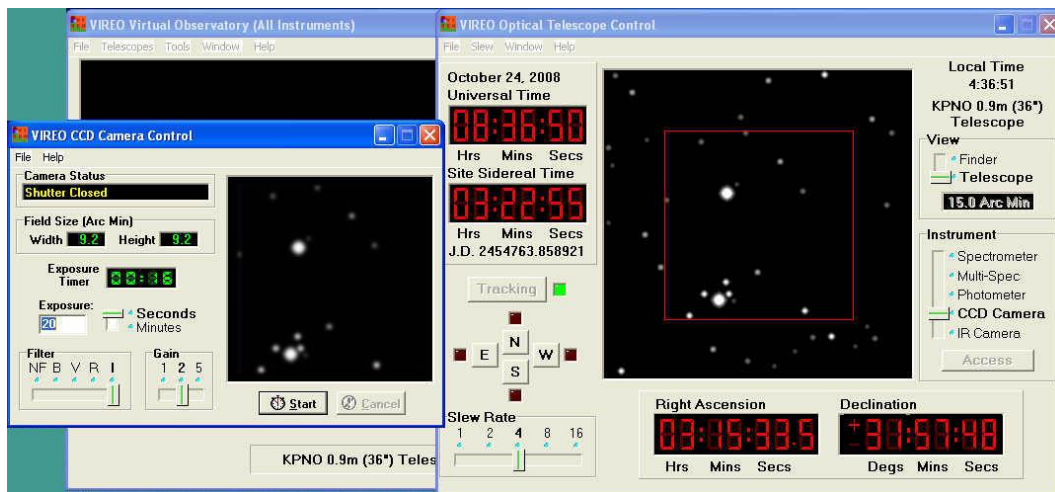 VIREO Virtual Observatory (All Instruments)
File Telescopes Tools Window Help
KPNO 0.9m (36") Teles
VIREO CCD Camera Control
File Help
Camera Status
Shutter Closed
Field Size (Arc Min)
Width 9.2 Height 9.2
Exposure Timer
00:16
Exposure:
20
Seconds
Minutes
Filter
NF B V R I
Gain
1 2 5
Start
Cancel
VIREO Optical Telescope Control
File Slew Window Help
October 24, 2008
Universal Time
08:36:50
Hrs Mins Secs
Site Sidereal Time
03:22:55
Hrs Mins Secs
J.D. 2454763.858921
Tracking
N
E W
S
Slew Rate
1 2 4 8 16
Local Time
4:36:51
KPNO 0.9m (36")
Telescope
View
Finder
Telescope
15.0 Arc Min
Instrument
Spectrometer
Multi-Spec
Photometer
CCD Camera
IR Camera
Access
Right Ascension
03:15:33.5
Hrs Mins Secs
Declination
+31:57:48
Degs Mins Secs